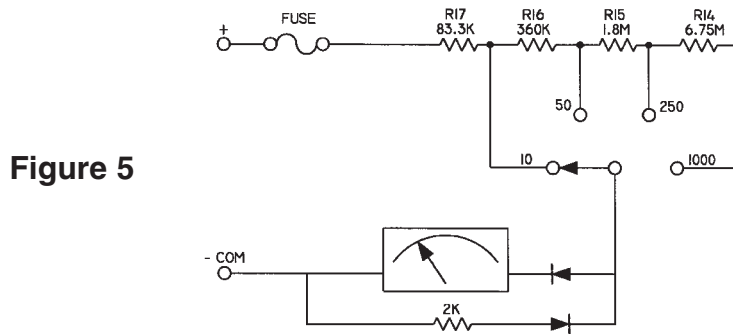 FUSE
R17
83.3K
R16
360K
R15
1.8M
R14
6.75M
+
50
250
Figure 5
10
1000
- COM
2K